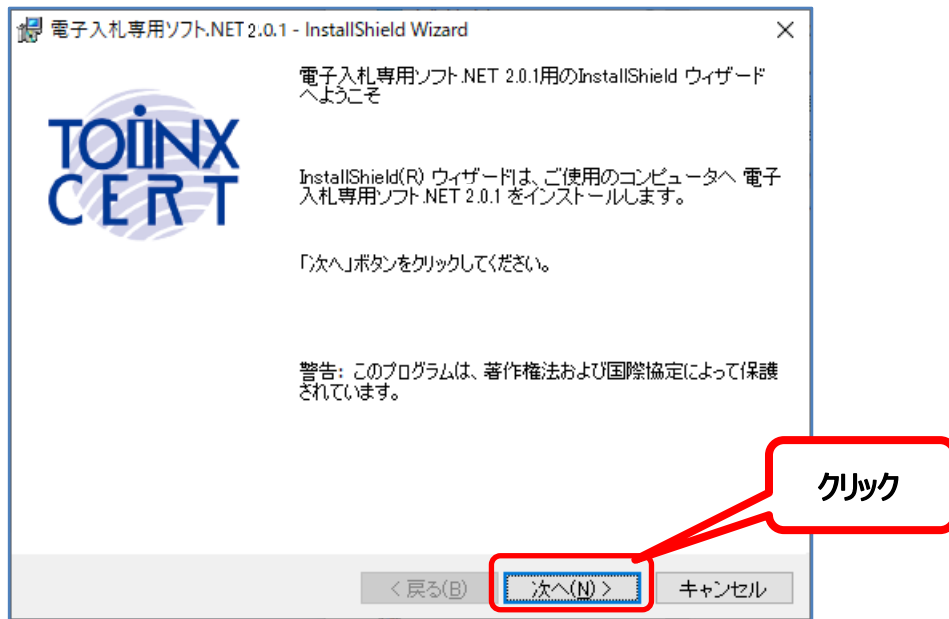 電子入札専用ソフト.NET 2.0.1 - InstallShield Wizard
電子入札専用ソフト.NET 2.0.1用のInstallShield ウィザード
へようこそ
TOiNX
CERT
InstallShield(R) ウィザードは、ご使用のコンピュータへ 電子
入札専用ソフト.NET 2.0.1 をインストールします。
「次へ」ボタンをクリックしてください。
警告: このプログラムは、著作権法および国際協定によって保護
されています。
クリック
< 戻る(B)
次へ(N) >
キャンセル